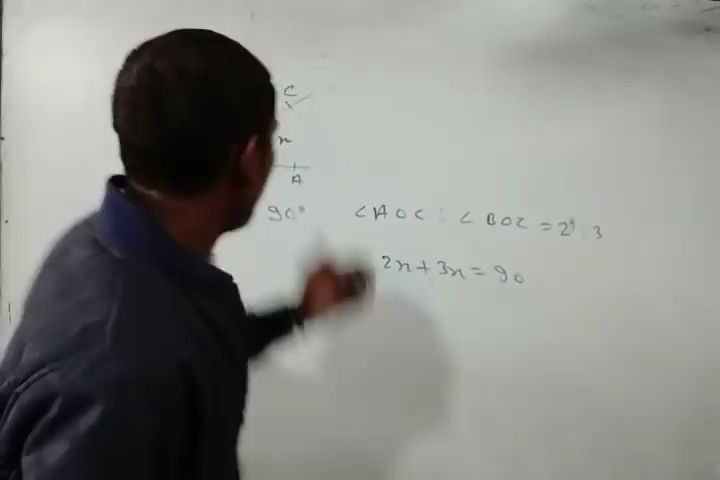 C
x
A
90°
∠AOC : ∠BOC = 2 : 3
2x + 3x = 90